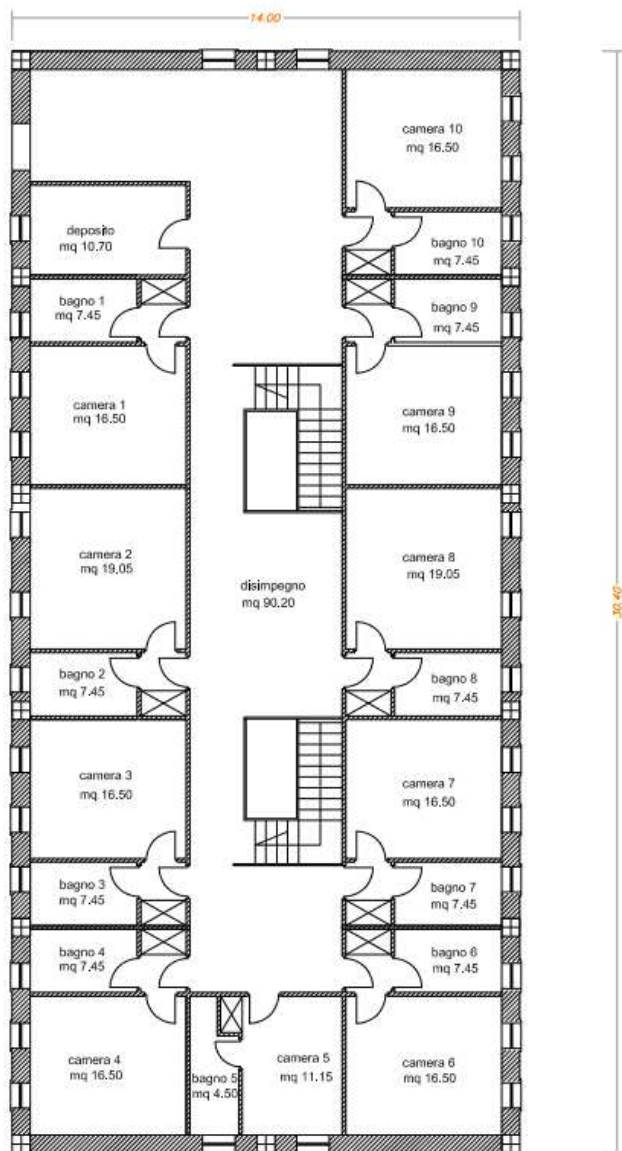 14.00
camera 10
mq 16.50
deposito
mq 10.70
bagno 10
mq 7.45
bagno 1
mq 7.45
bagno 9
mq 7.45
camera 1
mq 16.50
camera 9
mq 16.50
camera 2
mq 19.05
camera 8
mq 19.05
disimpegno
mq 90.20
30.40
bagno 2
mq 7.45
bagno 8
mq 7.45
camera 3
mq 16.50
camera 7
mq 16.50
bagno 3
mq 7.45
bagno 7
mq 7.45
bagno 4
mq 7.45
bagno 6
mq 7.45
camera 4
mq 16.50
bagno 5
mq 4.50
camera 5
mq 11.15
camera 6
mq 16.50